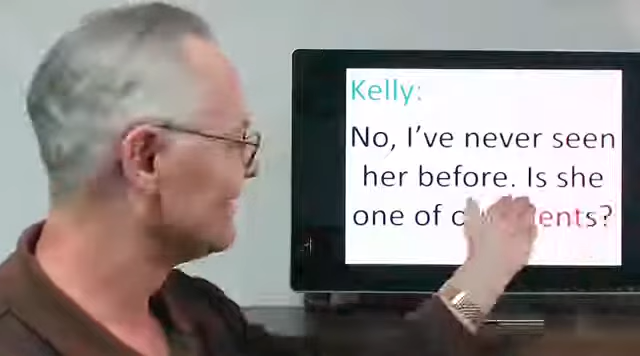 Kelly:
No, I've never seen
her before. Is she
one of